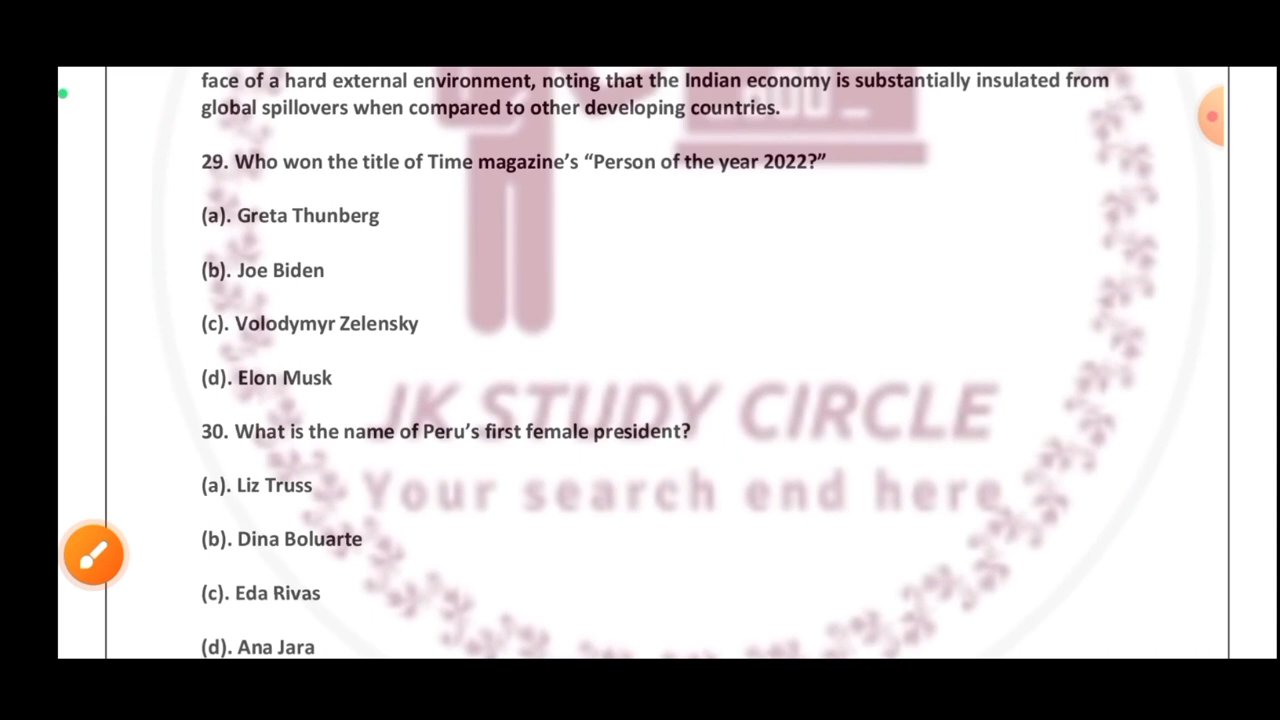 face of a hard external environment, noting that the Indian economy is substantially insulated from
global spillovers when compared to other developing countries.
29. Who won the title of Time magazine’s “Person of the year 2022?”
(a). Greta Thunberg
(b). Joe Biden
(c). Volodymyr Zelensky
(d). Elon Musk
JK STUDY CIRCLE
30. What is the name of Peru’s first female president?
(a). Liz Truss
Your search end here
(b). Dina Boluarte
(c). Eda Rivas
(d). Ana Jara